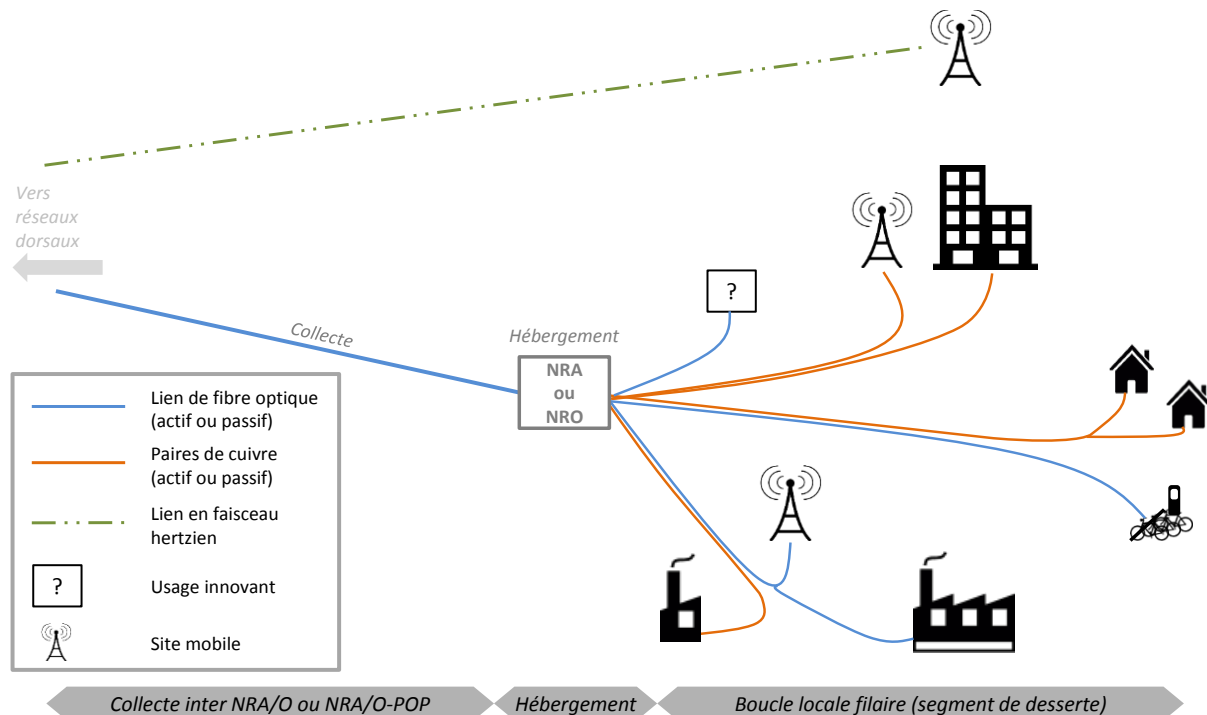 Vers
réseaux
dorsaux
?
Collecte
Hébergement
NRA
ou
NRO
Lien de fibre optique
(actif ou passif)
Paires de cuivre
(actif ou passif)
Lien en faisceau
hertzien
?
Usage innovant
Site mobile
Collecte inter NRA/O ou NRA/O-POP
Hébergement
Boucle locale filaire (segment de desserte)